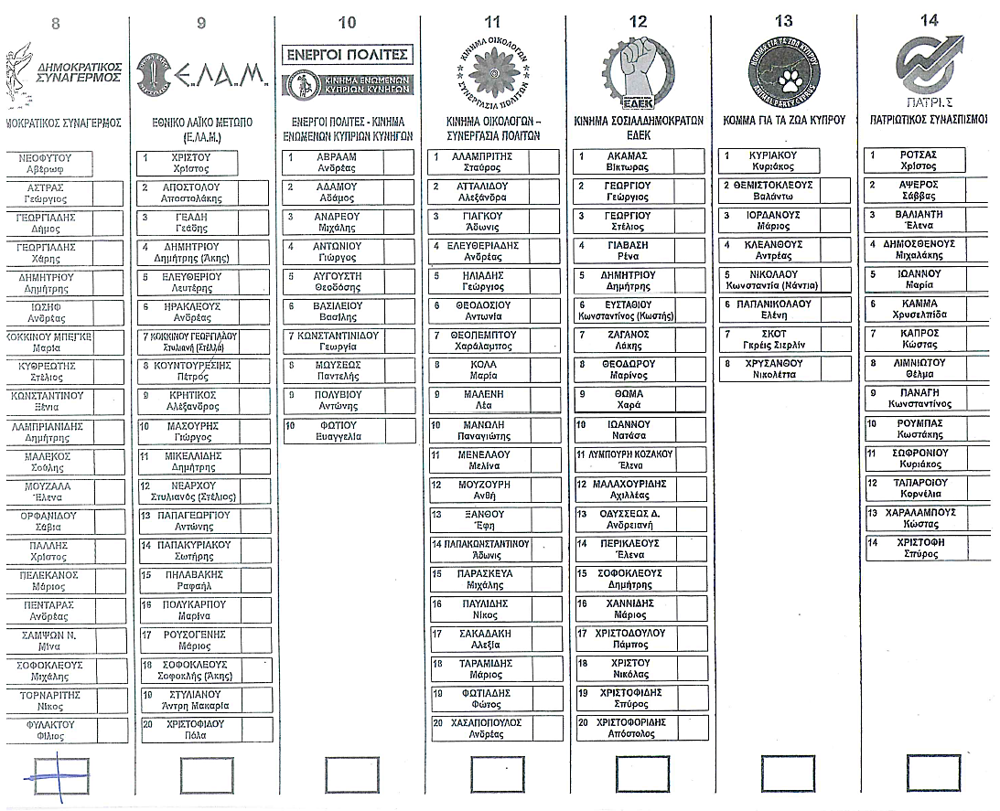 8
ΔΗΜΟΚΡΑΤΙΚΟΣ
ΣΥΝΑΓΕΡΜΟΣ
ΜΟΚΡΑΤΙΚΟΣ ΣΥΝΑΓΕΡΜΟΣ
ΝΕΟΦΥΤΟΥ
Αβέρωφ
ΑΣΤΡΑΣ
Γεώργιος
ΓΕΩΡΓΙΑΔΗΣ
Δήμος
ΓΕΩΡΓΙΑΔΗΣ
Χάρης
ΔΗΜΗΤΡΙΟΥ
Δημήτρης
ΙΩΣΗΦ
Ανδρέας
ΚΟΚΚΙΝΟΥ ΜΠΕΓΚΕ
Μαρία
ΚΥΘΡΕΩΤΗΣ
Στέλιος
ΚΩΝΣΤΑΝΤΙΝΟΥ
Ξένια
ΛΑΜΠΡΙΑΝΙΔΗΣ
Δημήτρης
ΜΑΛΕΚΟΣ
Σούλης
ΜΟΥΖΑΛΑ
Έλενα
ΟΡΦΑΝΙΔΟΥ
Σάβια
ΠΑΛΛΗΣ
Χρίστος
ΠΕΛΕΚΑΝΟΣ
Μάριος
ΠΕΝΤΑΡΑΣ
Ανδρέας
ΣΑΜΨΩΝ Ν.
Μίνα
ΣΟΦΟΚΛΕΟΥΣ
Μιχάλης
ΤΟΡΝΑΡΙΤΗΣ
Νίκος
ΦΥΛΑΚΤΟΥ
Φίλιος
9
Ε.ΛΑ.Μ.
ΕΘΝΙΚΟ ΛΑΪΚΟ ΜΕΤΩΠΟ
(Ε.ΛΑ.Μ.)
1 ΧΡΙΣΤΟΥ
Χρίστος
2 ΑΠΟΣΤΟΛΟΥ
Αποστολάκης
3 ΓΕΑΔΗ
Γεάδης
4 ΔΗΜΗΤΡΙΟΥ
Δημήτρης (Άκης)
5 ΕΛΕΥΘΕΡΙΟΥ
Λευτέρης
6 ΗΡΑΚΛΕΟΥΣ
Ανδρέας
7 ΚΟΚΚΙΝΟΥ ΓΕΩΡΓΙΑΔΟΥ
Στυλιανή (Στέλλα)
8 ΚΟΥΝΤΟΥΡΕΣΙΗΣ
Πέτρος
9 ΚΡΗΤΙΚΟΣ
Αλέξανδρος
10 ΜΑΣΟΥΡΗΣ
Γιώργος
11 ΜΙΚΕΛΛΙΔΗΣ
Δημήτρης
12 ΝΕΑΡΧΟΥ
Στυλιανός (Στέλιος)
13 ΠΑΠΑΓΕΩΡΓΙΟΥ
Αντώνης
14 ΠΑΠΑΚΥΡΙΑΚΟΥ
Σωτήρης
15 ΠΗΛΑΒΑΚΗΣ
Ραφαήλ
16 ΠΟΛΥΚΑΡΠΟΥ
Μαρίνα
17 ΡΟΥΣΟΓΕΝΗΣ
Μάριος
18 ΣΟΦΟΚΛΕΟΥΣ
Σοφοκλής (Άκης)
19 ΣΤΥΛΙΑΝΟΥ
Άντρη Μακαρία
20 ΧΡΙΣΤΟΦΙΔΟΥ
Πόλα
10
ΕΝΕΡΓΟΙ ΠΟΛΙΤΕΣ
ΚΙΝΗΜΑ ΕΝΩΜΕΝΩΝ
ΚΥΠΡΙΩΝ ΚΥΝΗΓΩΝ
ΕΝΕΡΓΟΙ ΠΟΛΙΤΕΣ - ΚΙΝΗΜΑ
ΕΝΩΜΕΝΩΝ ΚΥΠΡΙΩΝ ΚΥΝΗΓΩΝ
1 ΑΒΡΑΑΜ
Ανδρέας
2 ΑΔΑΜΟΥ
Αδάμος
3 ΑΝΔΡΕΟΥ
Μιχάλης
4 ΑΝΤΩΝΙΟΥ
Γιώργος
5 ΑΥΓΟΥΣΤΗ
Θεοδόσης
6 ΒΑΣΙΛΕΙΟΥ
Βασίλης
7 ΚΩΝΣΤΑΝΤΙΝΙΔΟΥ
Γεωργία
8 ΜΩΥΣΕΩΣ
Παντελής
9 ΠΟΛΥΒΙΟΥ
Αντώνης
10 ΦΩΤΙΟΥ
Ευαγγελία
11
ΚΙΝΗΜΑ ΟΙΚΟΛΟΓΩΝ
ΣΥΝΕΡΓΑΣΙΑ ΠΟΛΙΤΩΝ
ΚΙΝΗΜΑ ΟΙΚΟΛΟΓΩΝ –
ΣΥΝΕΡΓΑΣΙΑ ΠΟΛΙΤΩΝ
1 ΑΛΑΜΠΡΙΤΗΣ
Σταύρος
2 ΑΤΤΑΛΙΔΟΥ
Αλεξάνδρα
3 ΓΙΑΓΚΟΥ
Άδωνις
4 ΕΛΕΥΘΕΡΙΑΔΗΣ
Ανδρέας
5 ΗΛΙΑΔΗΣ
Γεώργιος
6 ΘΕΟΔΟΣΙΟΥ
Αντωνία
7 ΘΕΟΠΕΜΠΤΟΥ
Χαράλαμπος
8 ΚΟΛΑ
Μαρία
9 ΜΑΛΕΝΗ
Λέα
10 ΜΑΝΩΛΗ
Παναγιώτης
11 ΜΕΝΕΛΑΟΥ
Μελίνα
12 ΜΟΥΖΟΥΡΗ
Ανθή
13 ΞΑΝΘΟΥ
Έφη
14 ΠΑΠΑΚΩΝΣΤΑΝΤΙΝΟΥ
Άδωνις
15 ΠΑΡΑΣΚΕΥΑ
Μιχάλης
16 ΠΑΥΛΙΔΗΣ
Νίκος
17 ΣΑΚΑΔΑΚΗ
Αλεξία
18 ΤΑΡΑΜΙΔΗΣ
Μάριος
19 ΦΩΤΙΑΔΗΣ
Φώτος
20 ΧΑΣΑΠΟΠΟΥΛΟΣ
Ανδρέας
12
ΕΔΕΚ
ΚΙΝΗΜΑ ΣΟΣΙΑΛΔΗΜΟΚΡΑΤΩΝ
ΕΔΕΚ
1 ΑΚΑΜΑΣ
Βίκτωρας
2 ΓΕΩΡΓΙΟΥ
Γεώργιος
3 ΓΕΩΡΓΙΟΥ
Στέλιος
4 ΓΙΑΒΑΣΗ
Ρένα
5 ΔΗΜΗΤΡΙΟΥ
Δημήτρης
6 ΕΥΣΤΑΘΙΟΥ
Κωνσταντίνος (Κωστής)
7 ΖΑΓΑΝΟΣ
Λάκης
8 ΘΕΟΔΩΡΟΥ
Μαρίνος
9 ΘΩΜΑ
Χαρά
10 ΙΩΑΝΝΟΥ
Νατάσα
11 ΛΥΜΠΟΥΡΗ ΚΟΖΑΚΟΥ
Έλενα
12 ΜΑΛΑΧΟΥΡΙΔΗΣ
Αχιλλέας
13 ΟΔΥΣΣΕΩΣ Δ.
Ανδρειανή
14 ΠΕΡΙΚΛΕΟΥΣ
Έλενα
15 ΣΟΦΟΚΛΕΟΥΣ
Δημήτρης
16 ΧΑΝΝΙΔΗΣ
Μάριος
17 ΧΡΙΣΤΟΔΟΥΛΟΥ
Πάμπος
18 ΧΡΙΣΤΟΥ
Νικόλας
19 ΧΡΙΣΤΟΦΙΔΗΣ
Σπύρος
20 ΧΡΙΣΤΟΦΟΡΙΔΗΣ
Απόστολος
13
ΚΟΜΜΑ ΓΙΑ ΤΑ ΖΩΑ ΚΥΠΡΟΥ
ANIMAL PARTY CYPRUS
ΚΟΜΜΑ ΓΙΑ ΤΑ ΖΩΑ ΚΥΠΡΟΥ
1 ΚΥΡΙΑΚΟΥ
Κυριάκος
2 ΘΕΜΙΣΤΟΚΛΕΟΥΣ
Βαλάντω
3 ΙΟΡΔΑΝΟΥΣ
Μάριος
4 ΚΛΕΑΝΘΟΥΣ
Αντρέας
5 ΝΙΚΟΛΑΟΥ
Κωνσταντία (Νάντια)
6 ΠΑΠΑΝΙΚΟΛΑΟΥ
Ελένη
7 ΣΚΟΤ
Γκρέις Σιερλίν
8 ΧΡΥΣΑΝΘΟΥ
Νικολέττα
14
ΠΑΤΡΙ.Σ
ΠΑΤΡΙΩΤΙΚΟΣ ΣΥΝΑΣΠΙΣΜΟΣ
1 ΡΟΤΣΑΣ
Χρίστος
2 ΑΨΕΡΟΣ
Σάββας
3 ΒΑΛΙΑΝΤΗ
Έλενα
4 ΔΗΜΟΣΘΕΝΟΥΣ
Μιχαλάκης
5 ΙΩΑΝΝΟΥ
Μαρία
6 ΚΑΜΜΑ
Χρυσελπίδα
7 ΚΑΠΡΟΣ
Κώστας
8 ΛΙΜΝΙΩΤΟΥ
Θέλμα
9 ΠΑΝΑΓΗ
Κωνσταντίνος
10 ΡΟΥΜΠΑΣ
Κωστάκης
11 ΣΩΦΡΟΝΙΟΥ
Κυριάκος
12 ΤΑΠΑΡΟΙΟΥ
Κορνέλια
13 ΧΑΡΑΛΑΜΠΟΥΣ
Κώστας
14 ΧΡΙΣΤΟΦΗ
Σπύρος